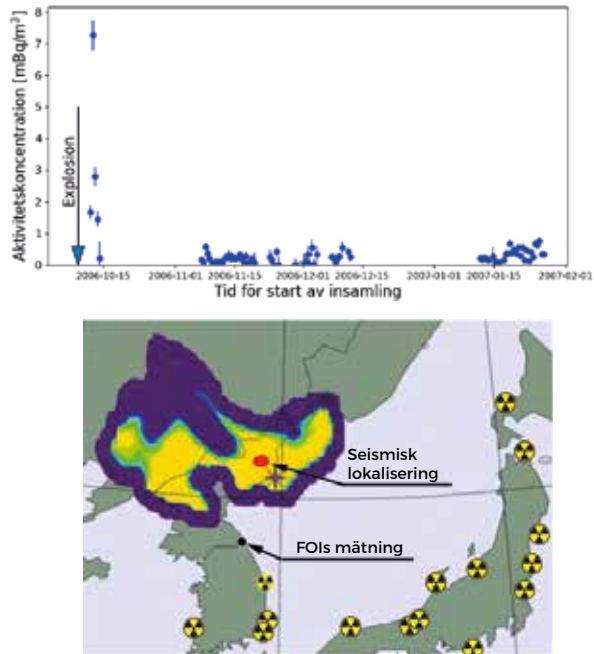 Aktivitetskoncentration [mBq/m³]
8
7
6
5
4
3
2
1
0
Explosion
2006-10-15 2006-11-01 2006-11-15 2006-12-01 2006-12-15 2007-01-01 2007-01-15 2007-02-01
Tid för start av insamling
Seismisk
lokalisering
FOIs mätning